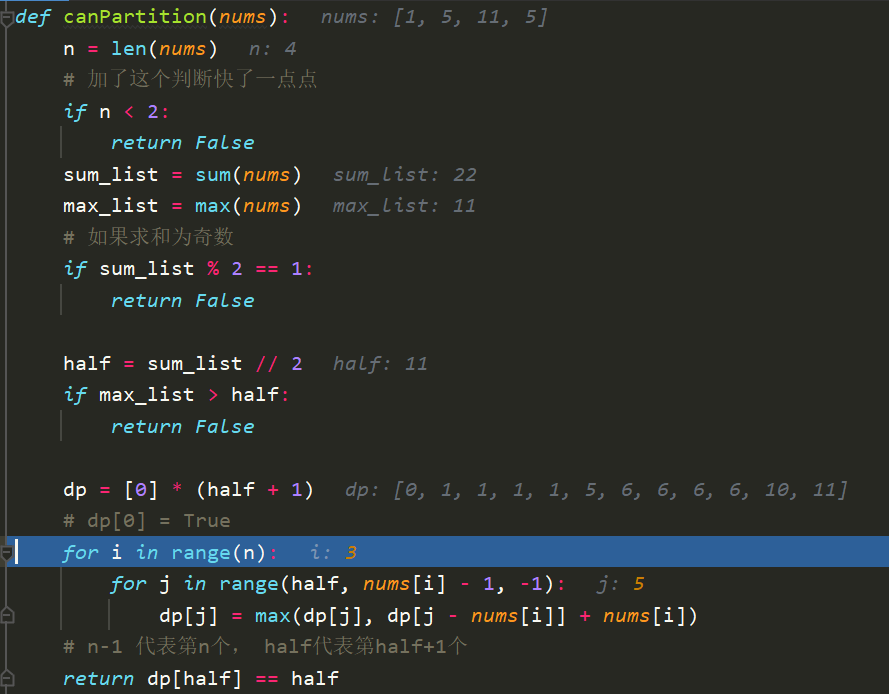 def canPartition(nums):   nums: [1, 5, 11, 5]
    n = len(nums)   n: 4
    # 加了这个判断快了一点点
    if n < 2:
        return False
    sum_list = sum(nums)   sum_list: 22
    max_list = max(nums)   max_list: 11
    # 如果求和为奇数
    if sum_list % 2 == 1:
        return False
    half = sum_list // 2   half: 11
    if max_list > half:
        return False
    dp = [0] * (half + 1)   dp: [0, 1, 1, 1, 1, 5, 6, 6, 6, 6, 10, 11]
    # dp[0] = True
    for i in range(n):   i: 3
        for j in range(half, nums[i] - 1, -1):   j: 5
            dp[j] = max(dp[j], dp[j - nums[i]] + nums[i])
    # n-1 代表第n个， half代表第half+1个
    return dp[half] == half